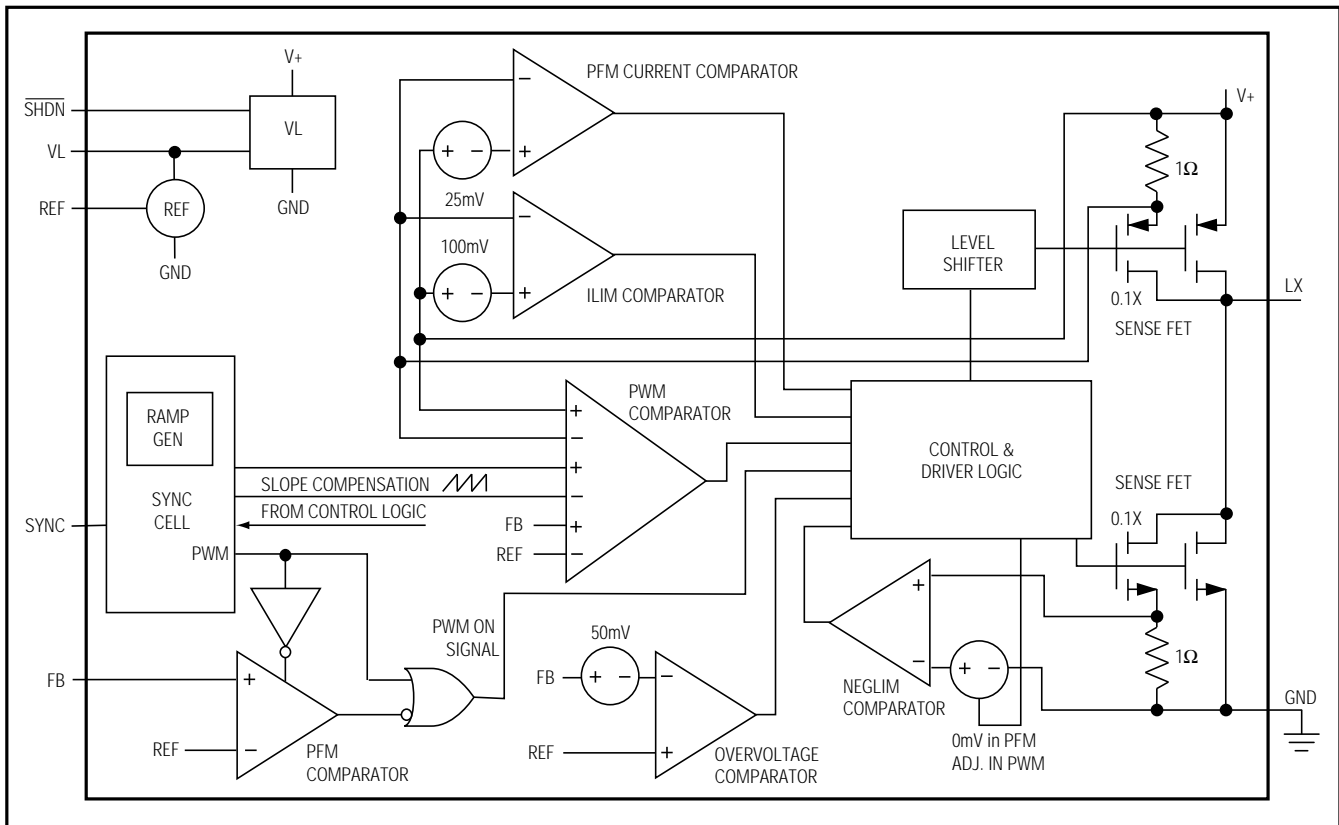 V+
SHDN
VL
VL
REF
REF
GND
GND
PFM CURRENT COMPARATOR
−
+
+ −
25mV
−
100mV
+ −
+
ILIM COMPARATOR
V+
1Ω
LEVEL
SHIFTER
0.1X
SENSE FET
LX
RAMP
GEN
SYNC
CELL
SYNC
PWM
SLOPE COMPENSATION
FROM CONTROL LOGIC
PWM
COMPARATOR
+
−
+
−
+
−
FB
REF
CONTROL &
DRIVER LOGIC
SENSE FET
0.1X
1Ω
GND
PWM ON
SIGNAL
FB
+
REF
−
PFM
COMPARATOR
50mV
FB
+ −
−
REF
+
OVERVOLTAGE
COMPARATOR
+
−
+ −
NEGLIM
COMPARATOR
0mV in PFM
ADJ. IN PWM